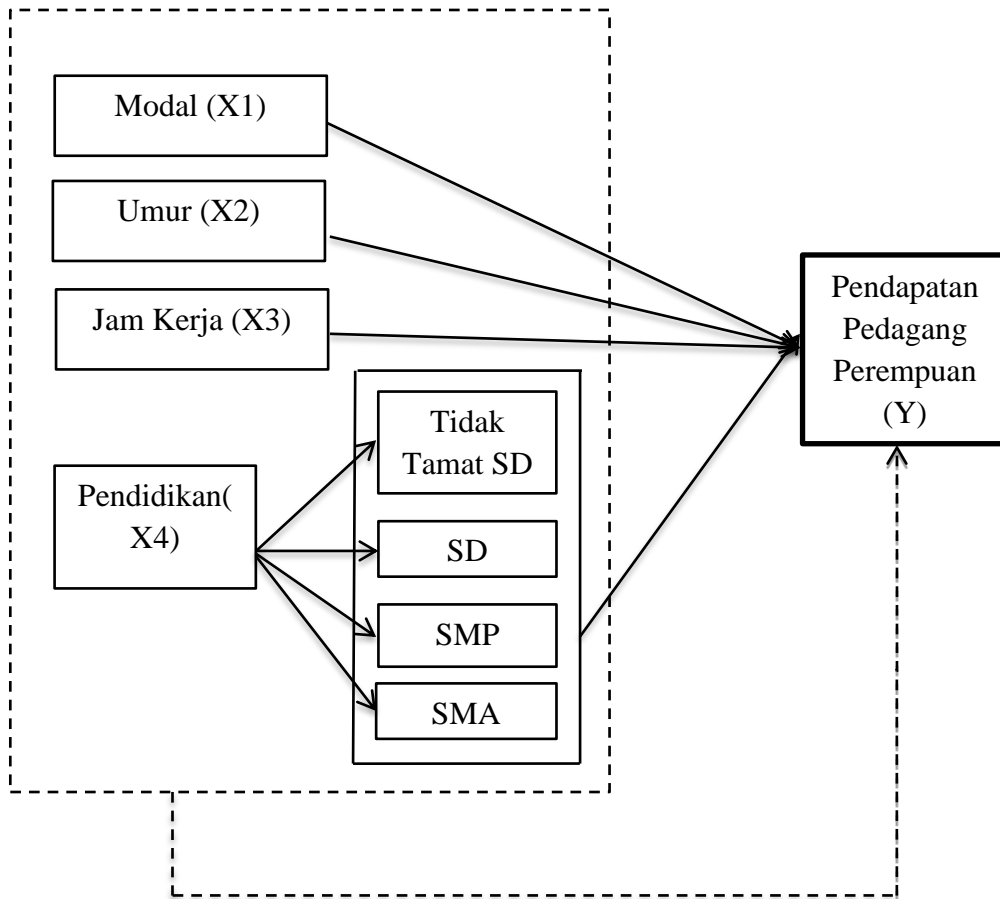 Modal (X1)
Umur (X2)
Jam Kerja (X3)
Pendidikan(
X4)
Tidak
Tamat SD
SD
SMP
SMA
Pendapatan
Pedagang
Perempuan
(Y)